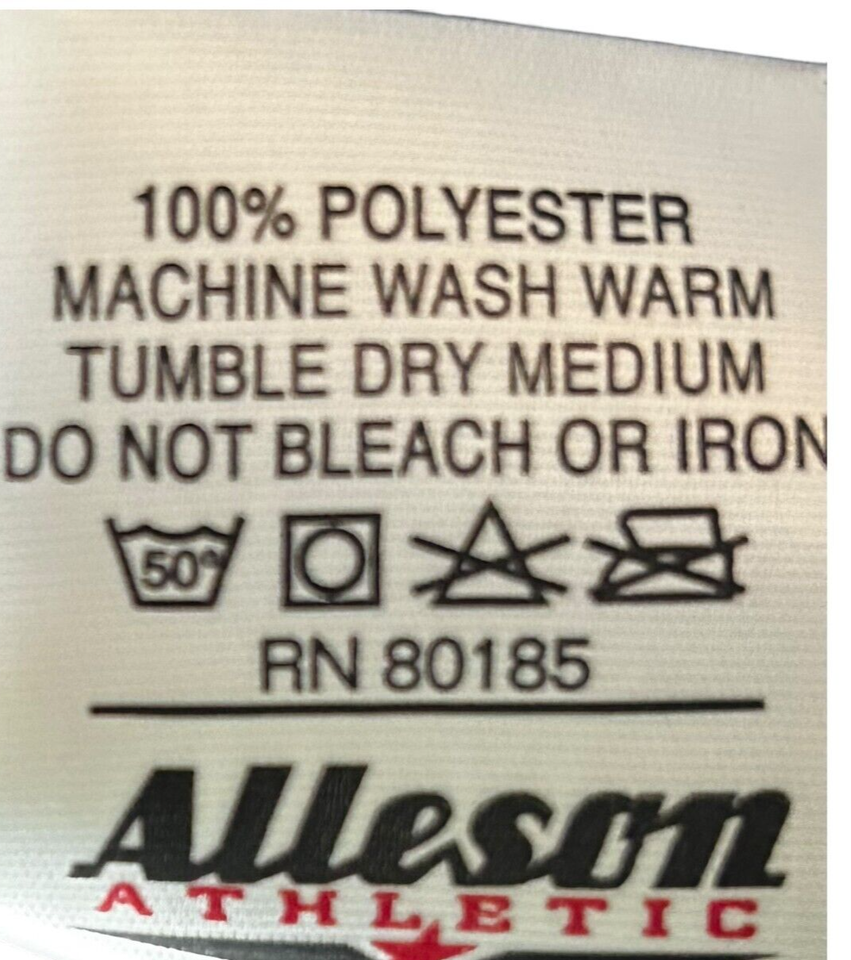 100% POLYESTER
MACHINE WASH WARM
TUMBLE DRY MEDIUM
DO NOT BLEACH OR IRON
50°
RN 80185
Alleson
ATHLETIC